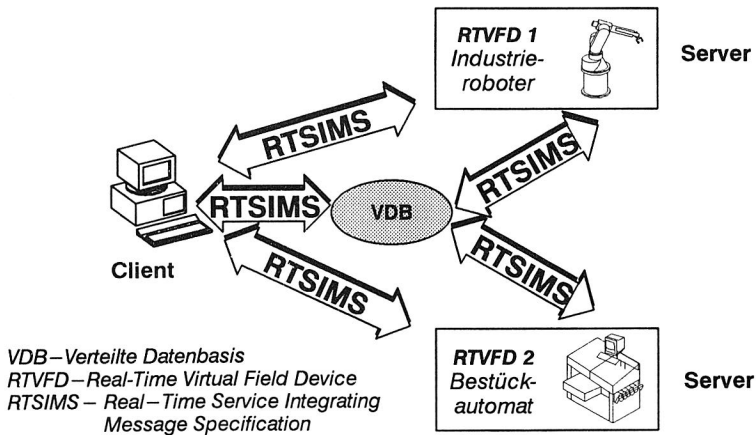 RTVFD 1
Industrie-
roboter
Server
RTSIMS
RTSIMS
RTSIMS
VDB
Client
RTSIMS
RTSIMS
RTVFD 2
Bestück-
automat
Server
VDB–Verteilte Datenbasis
RTVFD–Real-Time Virtual Field Device
RTSIMS – Real–Time Service Integrating
Message Specification